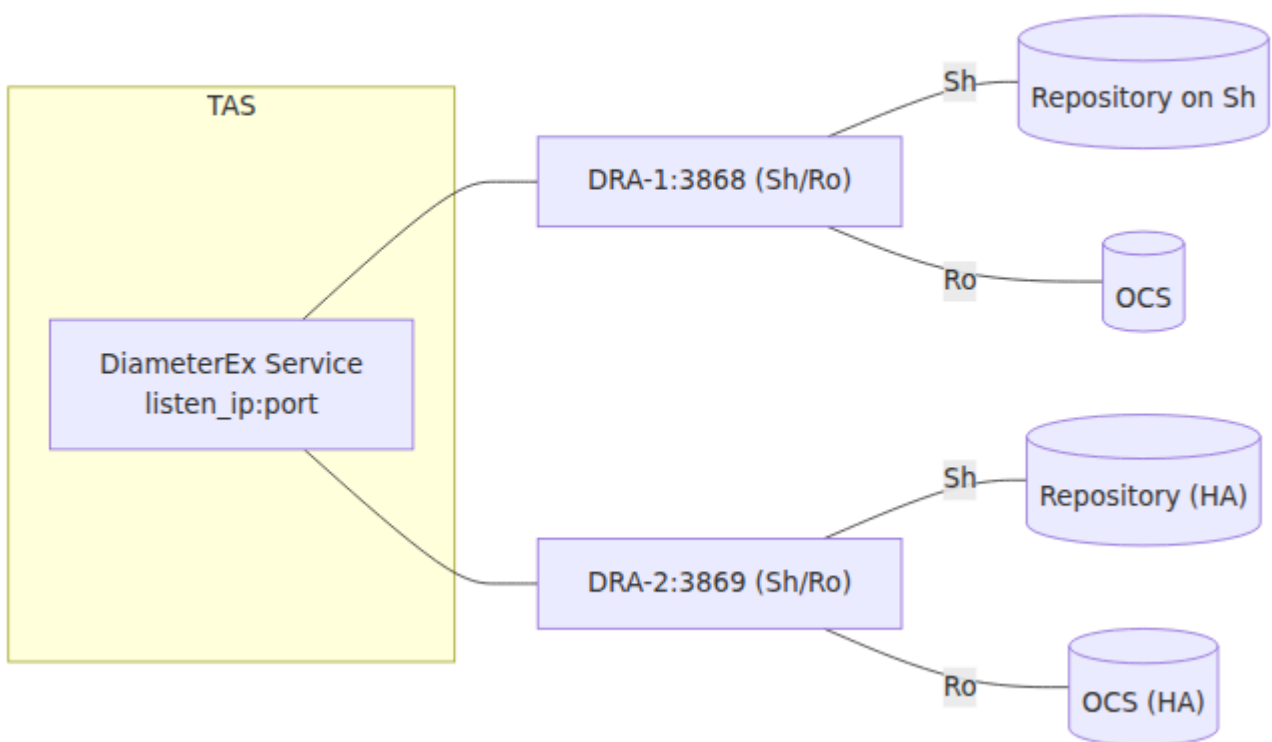 TAS
DiameterEx Service
listen_ip:port
DRA-1:3868 (Sh/Ro)
Sh
Repository on Sh
Ro
OCS
DRA-2:3869 (Sh/Ro)
Sh
Repository (HA)
Ro
OCS (HA)